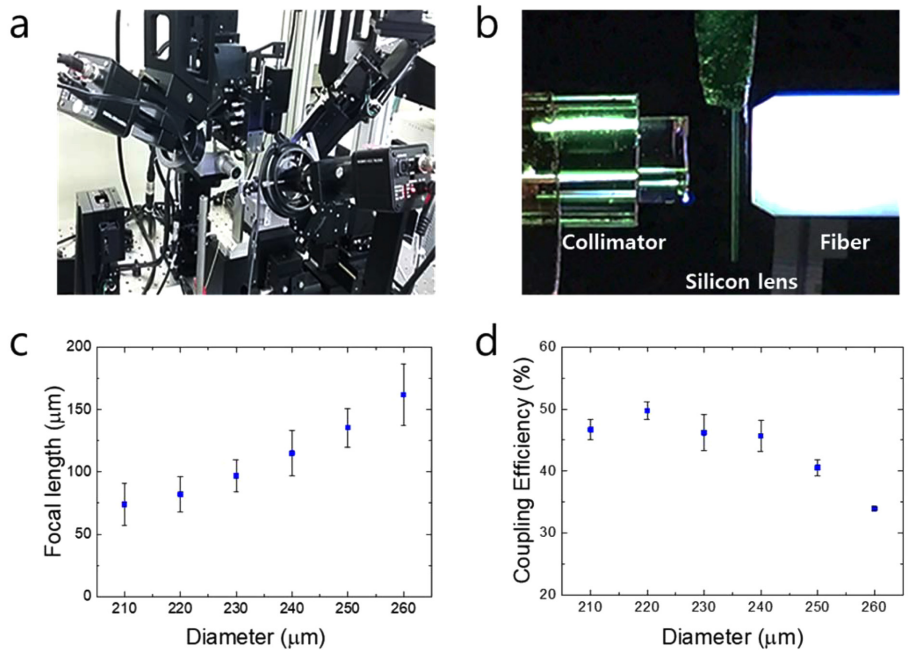 a
b
Collimator
Fiber
Silicon lens
c
200
150
100
50
0
Focal length (μm)
210 220 230 240 250 260
Diameter (μm)
d
60
50
40
30
20
Coupling Efficiency (%)
210 220 230 240 250 260
Diameter (μm)